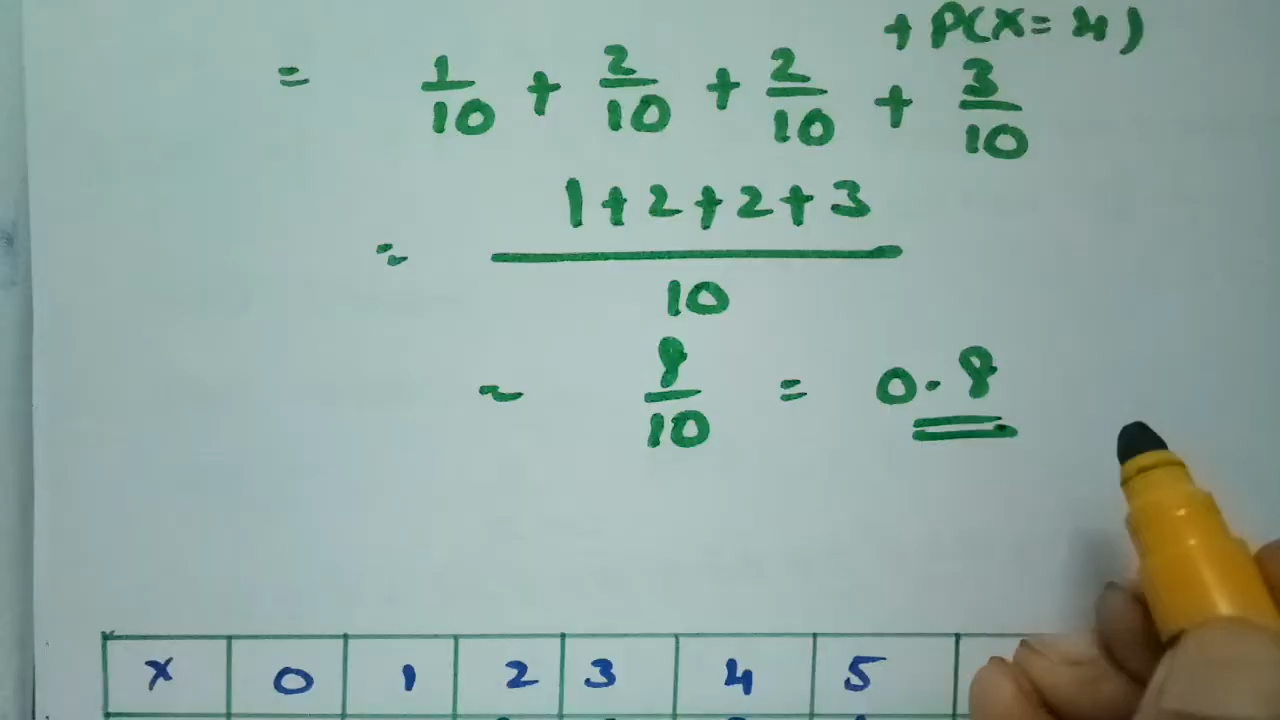 + P(X = 4)
= 1/10 + 2/10 + 2/10 + 3/10
= 1+2+2+3
10
= 8/10 = 0.8
X 0 1 2 3 4 5